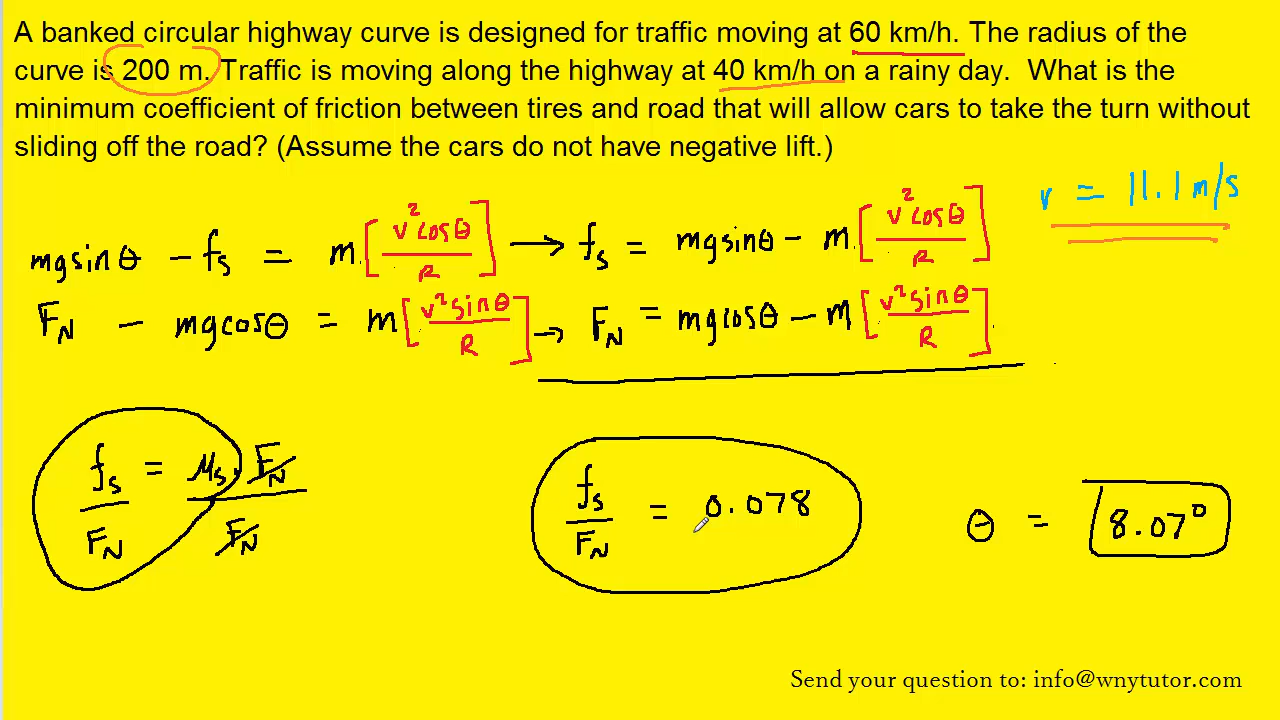 A banked circular highway curve is designed for traffic moving at 60 km/h. The radius of the
curve is 200 m. Traffic is moving along the highway at 40 km/h on a rainy day. What is the
minimum coefficient of friction between tires and road that will allow cars to take the turn without
sliding off the road? (Assume the cars do not have negative lift.)
v = 11.1 m/s
mgsinθ - fs = m[v²cosθ/R] → fs = mgsinθ - m[v²cosθ/R]
FN - mgcosθ = m[v²sinθ/R] → FN = mgcosθ - m[v²sinθ/R]
fs/FN = μs·FN/FN
fs/FN = 0.078
θ = 8.07°
Send your question to: info@wnytutor.com